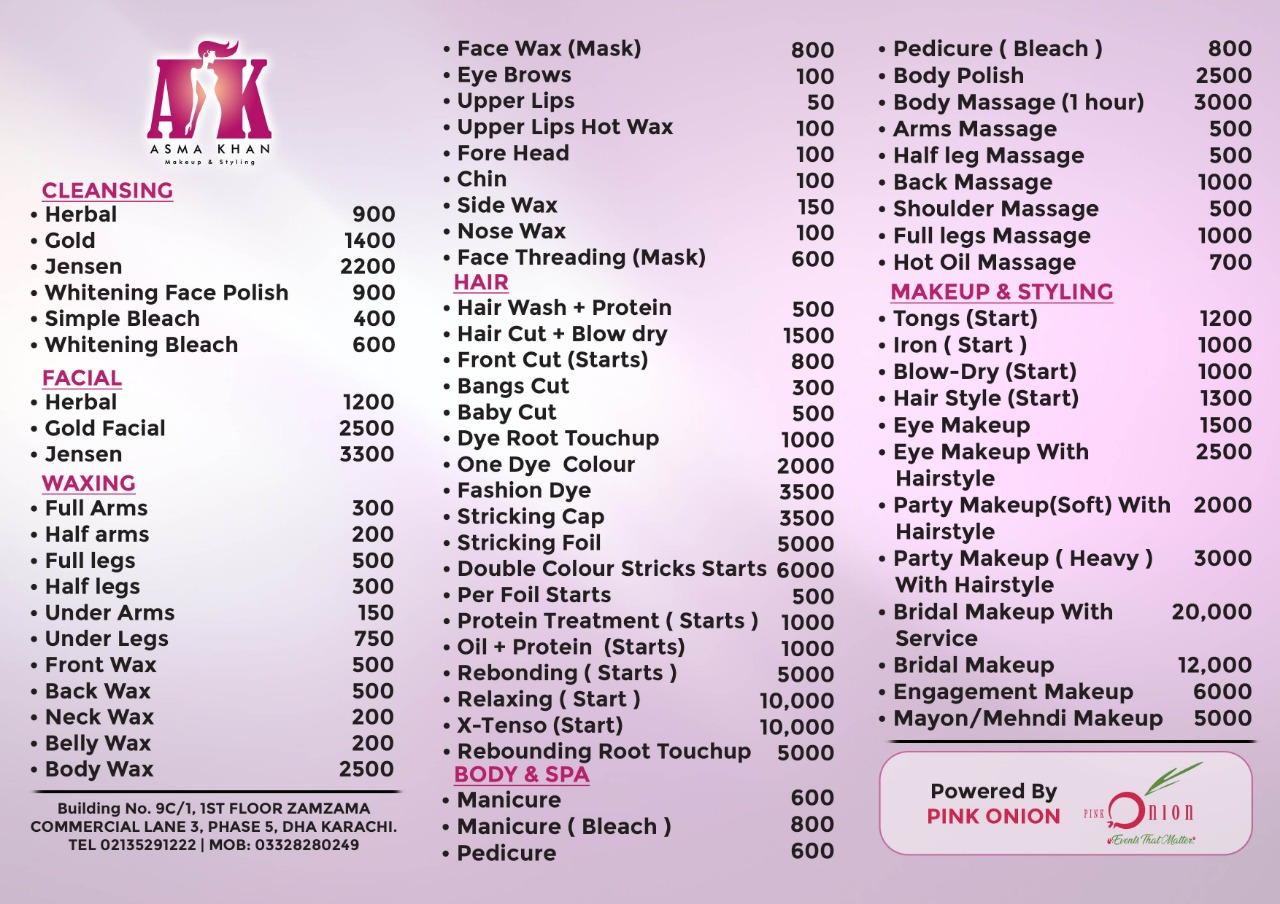 AK
ASMA KHAN
Makeup & Styling
CLEANSING
• Herbal 900
• Gold 1400
• Jensen 2200
• Whitening Face Polish 900
• Simple Bleach 400
• Whitening Bleach 600
FACIAL
• Herbal 1200
• Gold Facial 2500
• Jensen 3300
WAXING
• Full Arms 300
• Half arms 200
• Full legs 500
• Half legs 300
• Under Arms 150
• Under Legs 750
• Front Wax 500
• Back Wax 500
• Neck Wax 200
• Belly Wax 200
• Body Wax 2500
Building No. 9C/1, 1ST FLOOR ZAMZAMA
COMMERCIAL LANE 3, PHASE 5, DHA KARACHI.
TEL 02135291222 | MOB: 03328280249
• Face Wax (Mask) 800
• Eye Brows 100
• Upper Lips 50
• Upper Lips Hot Wax 100
• Fore Head 100
• Chin 100
• Side Wax 150
• Nose Wax 100
• Face Threading (Mask) 600
HAIR
• Hair Wash + Protein 500
• Hair Cut + Blow dry 1500
• Front Cut (Starts) 800
• Bangs Cut 300
• Baby Cut 500
• Dye Root Touchup 1000
• One Dye Colour 2000
• Fashion Dye 3500
• Stricking Cap 3500
• Stricking Foil 5000
• Double Colour Stricks Starts 6000
• Per Foil Starts 500
• Protein Treatment ( Starts ) 1000
• Oil + Protein (Starts) 1000
• Rebonding ( Starts ) 5000
• Relaxing ( Start ) 10,000
• X-Tenso (Start) 10,000
• Rebounding Root Touchup 5000
BODY & SPA
• Manicure 600
• Manicure ( Bleach ) 800
• Pedicure 600
• Pedicure ( Bleach ) 800
• Body Polish 2500
• Body Massage (1 hour) 3000
• Arms Massage 500
• Half leg Massage 500
• Back Massage 1000
• Shoulder Massage 500
• Full legs Massage 1000
• Hot Oil Massage 700
MAKEUP & STYLING
• Tongs (Start) 1200
• Iron ( Start ) 1000
• Blow-Dry (Start) 1000
• Hair Style (Start) 1300
• Eye Makeup 1500
• Eye Makeup With 2500
Hairstyle
• Party Makeup(Soft) With 2000
Hairstyle
• Party Makeup ( Heavy ) 3000
With Hairstyle
• Bridal Makeup With 20,000
Service
• Bridal Makeup 12,000
• Engagement Makeup 6000
• Mayon/Mehndi Makeup 5000
Powered By
PINK ONION
PINK ONION
Events That Matter